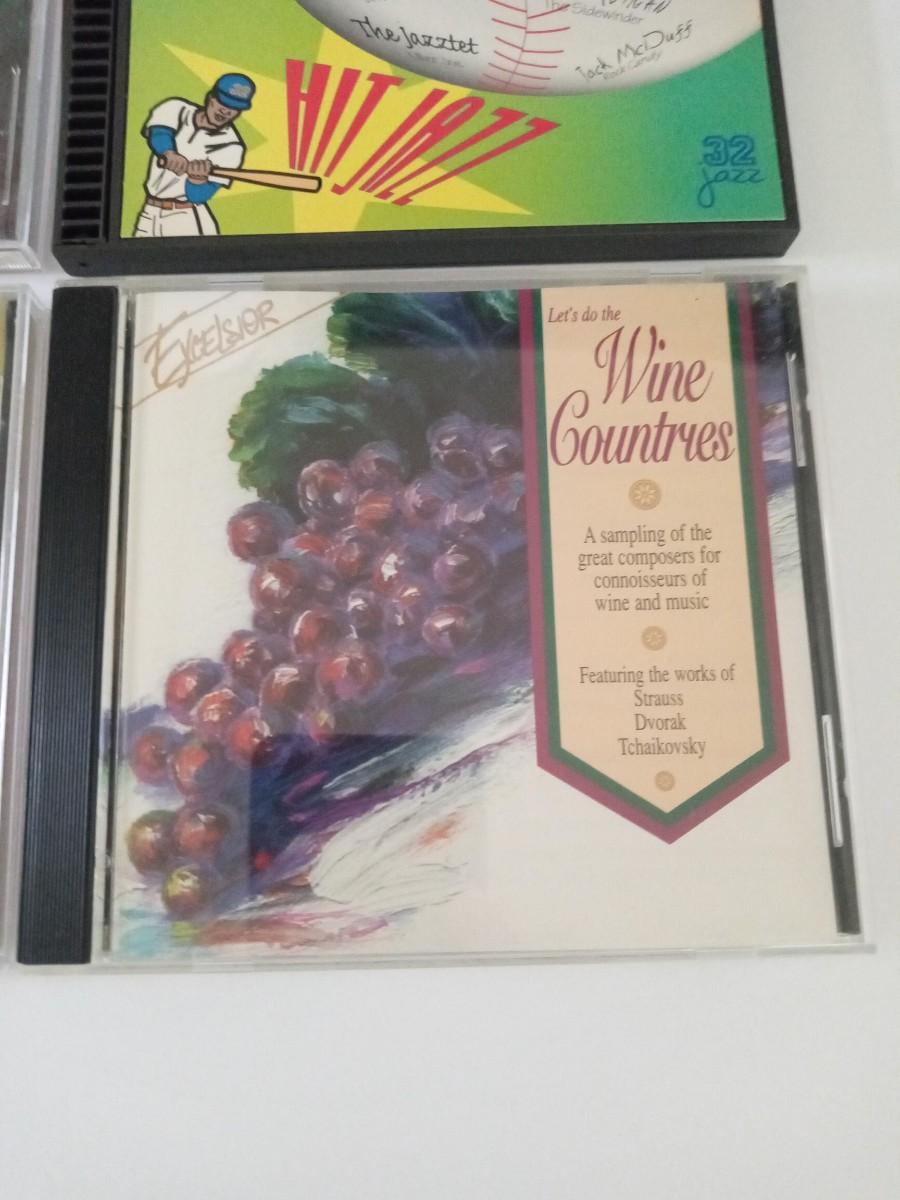 The Sidewinder
The Jazztet
Jack McDuff
Rock Candy
HIT JAZZ
32
jazz
EXCELSIOR
Let's do the
Wine
Countries
A sampling of the
great composers for
connoisseurs of
wine and music
Featuring the works of
Strauss
Dvorak
Tchaikovsky